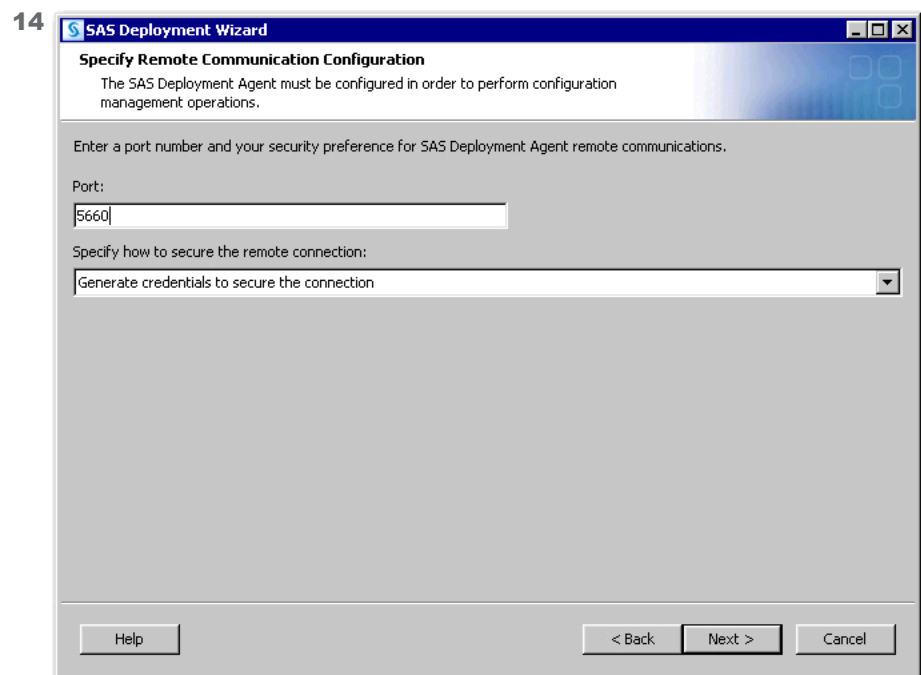 14
SAS Deployment Wizard
Specify Remote Communication Configuration
The SAS Deployment Agent must be configured in order to perform configuration
management operations.
Enter a port number and your security preference for SAS Deployment Agent remote communications.
Port:
5660
Specify how to secure the remote connection:
Generate credentials to secure the connection
Help
< Back
Next >
Cancel